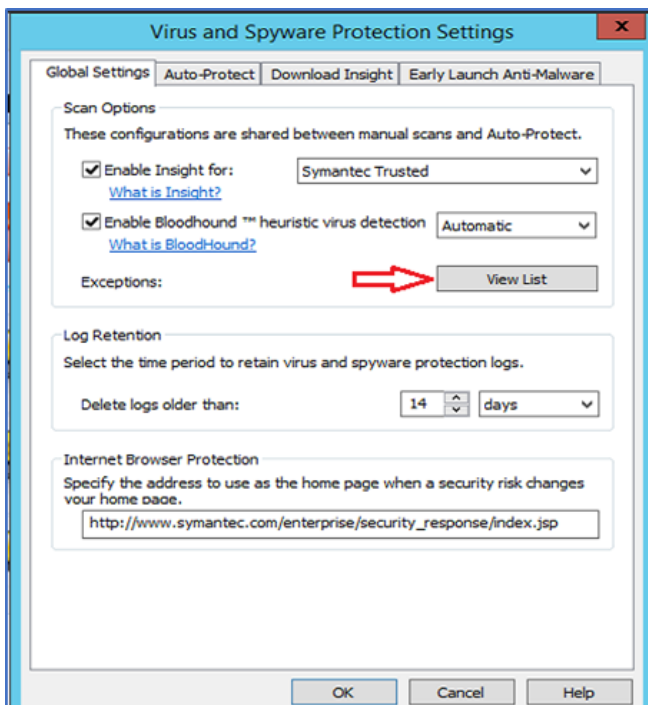 Virus and Spyware Protection Settings
x
Global Settings Auto-Protect Download Insight Early Launch Anti-Malware
Scan Options
These configurations are shared between manual scans and Auto-Protect.
Enable Insight for: Symantec Trusted
What is Insight?
Enable Bloodhound ™ heuristic virus detection Automatic
What is BloodHound?
Exceptions: View List
Log Retention
Select the time period to retain virus and spyware protection logs.
Delete logs older than: 14 days
Internet Browser Protection
Specify the address to use as the home page when a security risk changes
your home page.
http://www.symantec.com/enterprise/security_response/index.jsp
OK Cancel Help